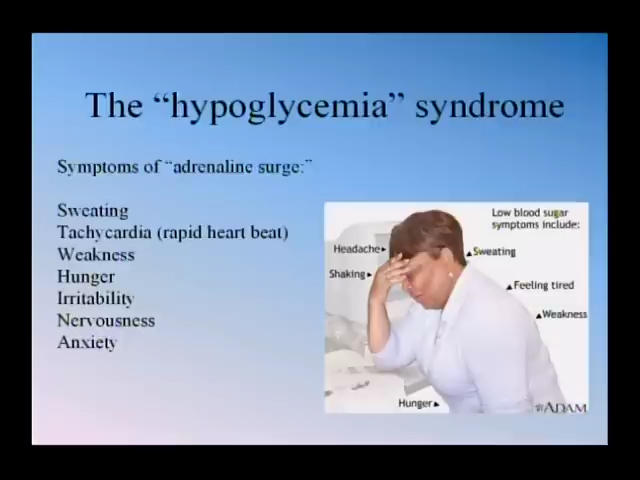 The “hypoglycemia” syndrome
Symptoms of “adrenaline surge:”
Sweating
Tachycardia (rapid heart beat)
Weakness
Hunger
Irritability
Nervousness
Anxiety
Low blood sugar
symptoms include:
Headache
Sweating
Shaking
Feeling tired
Weakness
Hunger
ADAM